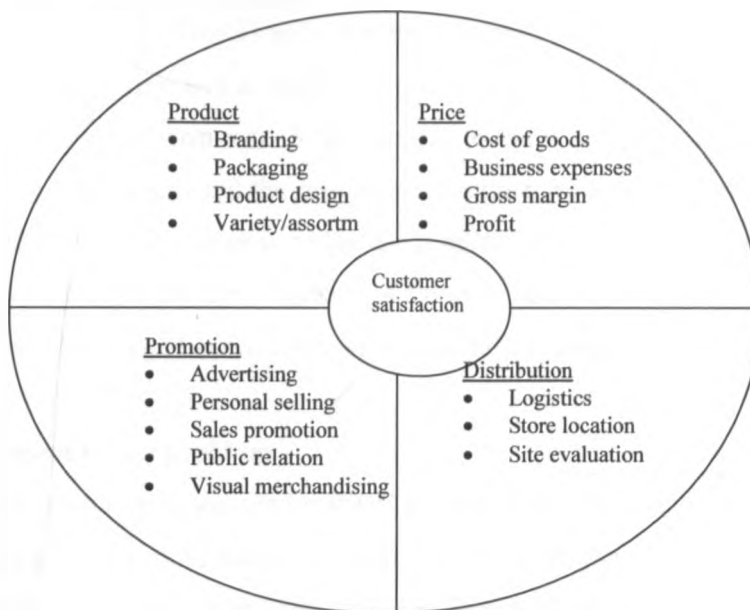 Product
• Branding
• Packaging
• Product design
• Variety/assortm
Price
• Cost of goods
• Business expenses
• Gross margin
• Profit
Customer
satisfaction
Promotion
• Advertising
• Personal selling
• Sales promotion
• Public relation
• Visual merchandising
Distribution
• Logistics
• Store location
• Site evaluation